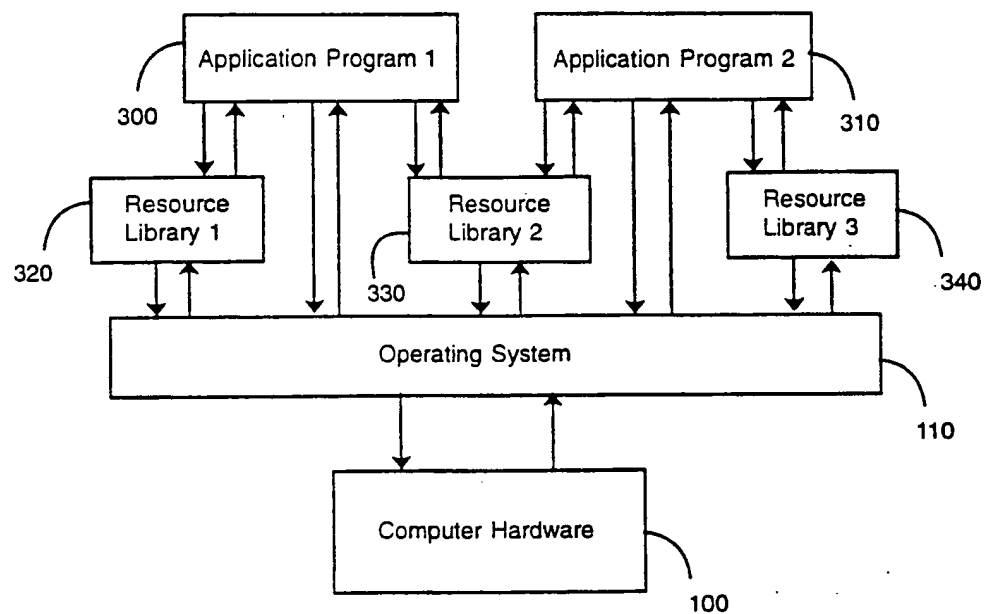 Application Program 1
Application Program 2
300
310
Resource
Library 1
Resource
Library 2
Resource
Library 3
320
330
340
Operating System
110
Computer Hardware
100